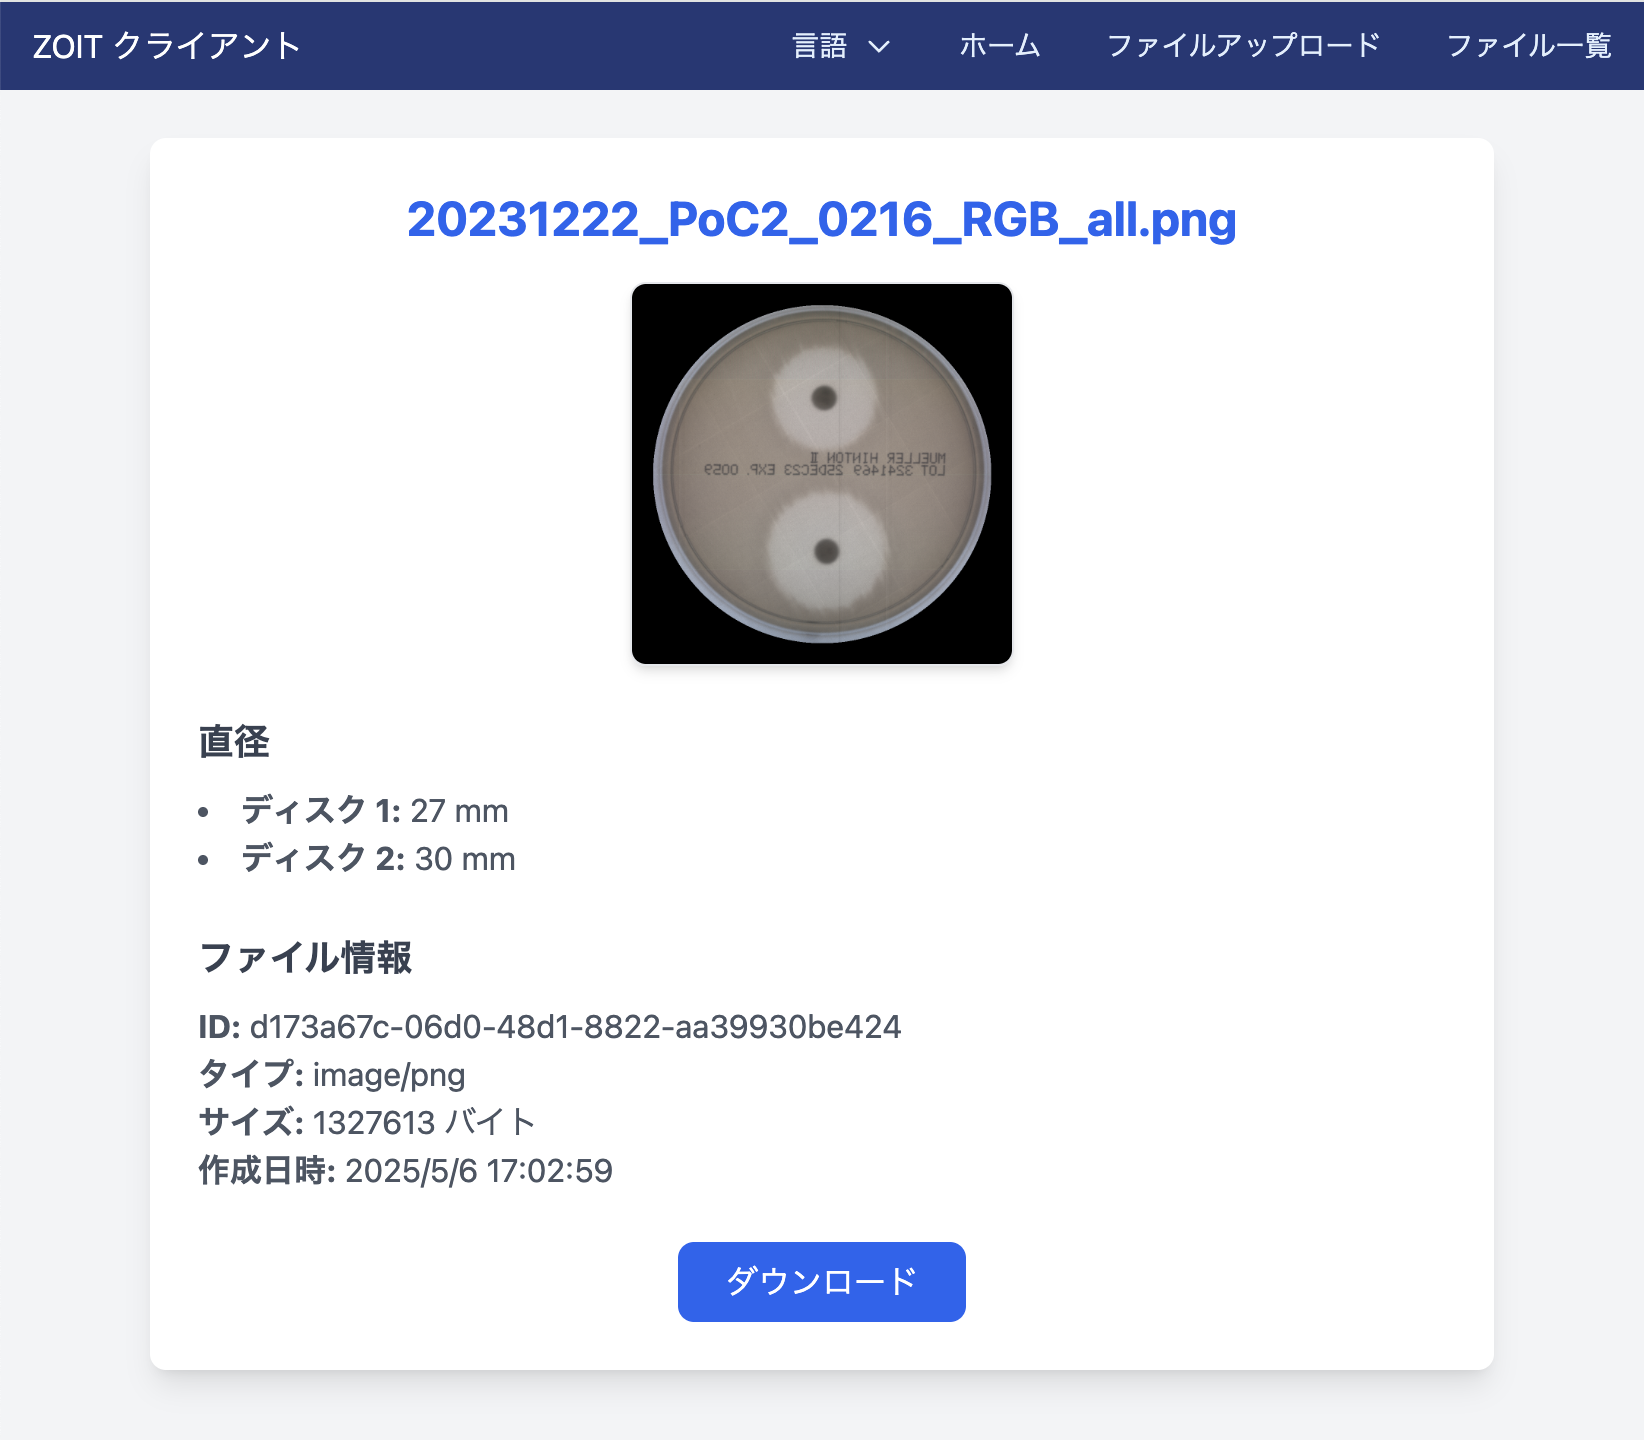 ZOIT クライアント
言語 ホーム ファイルアップロード ファイル一覧
20231222_PoC2_0216_RGB_all.png
MUELLER HINTON II
LOT 3241469 25DEC23 EXP. 0059
直径
• ディスク 1: 27 mm
• ディスク 2: 30 mm
ファイル情報
ID: d173a67c-06d0-48d1-8822-aa39930be424
タイプ: image/png
サイズ: 1327613 バイト
作成日時: 2025/5/6 17:02:59
ダウンロード